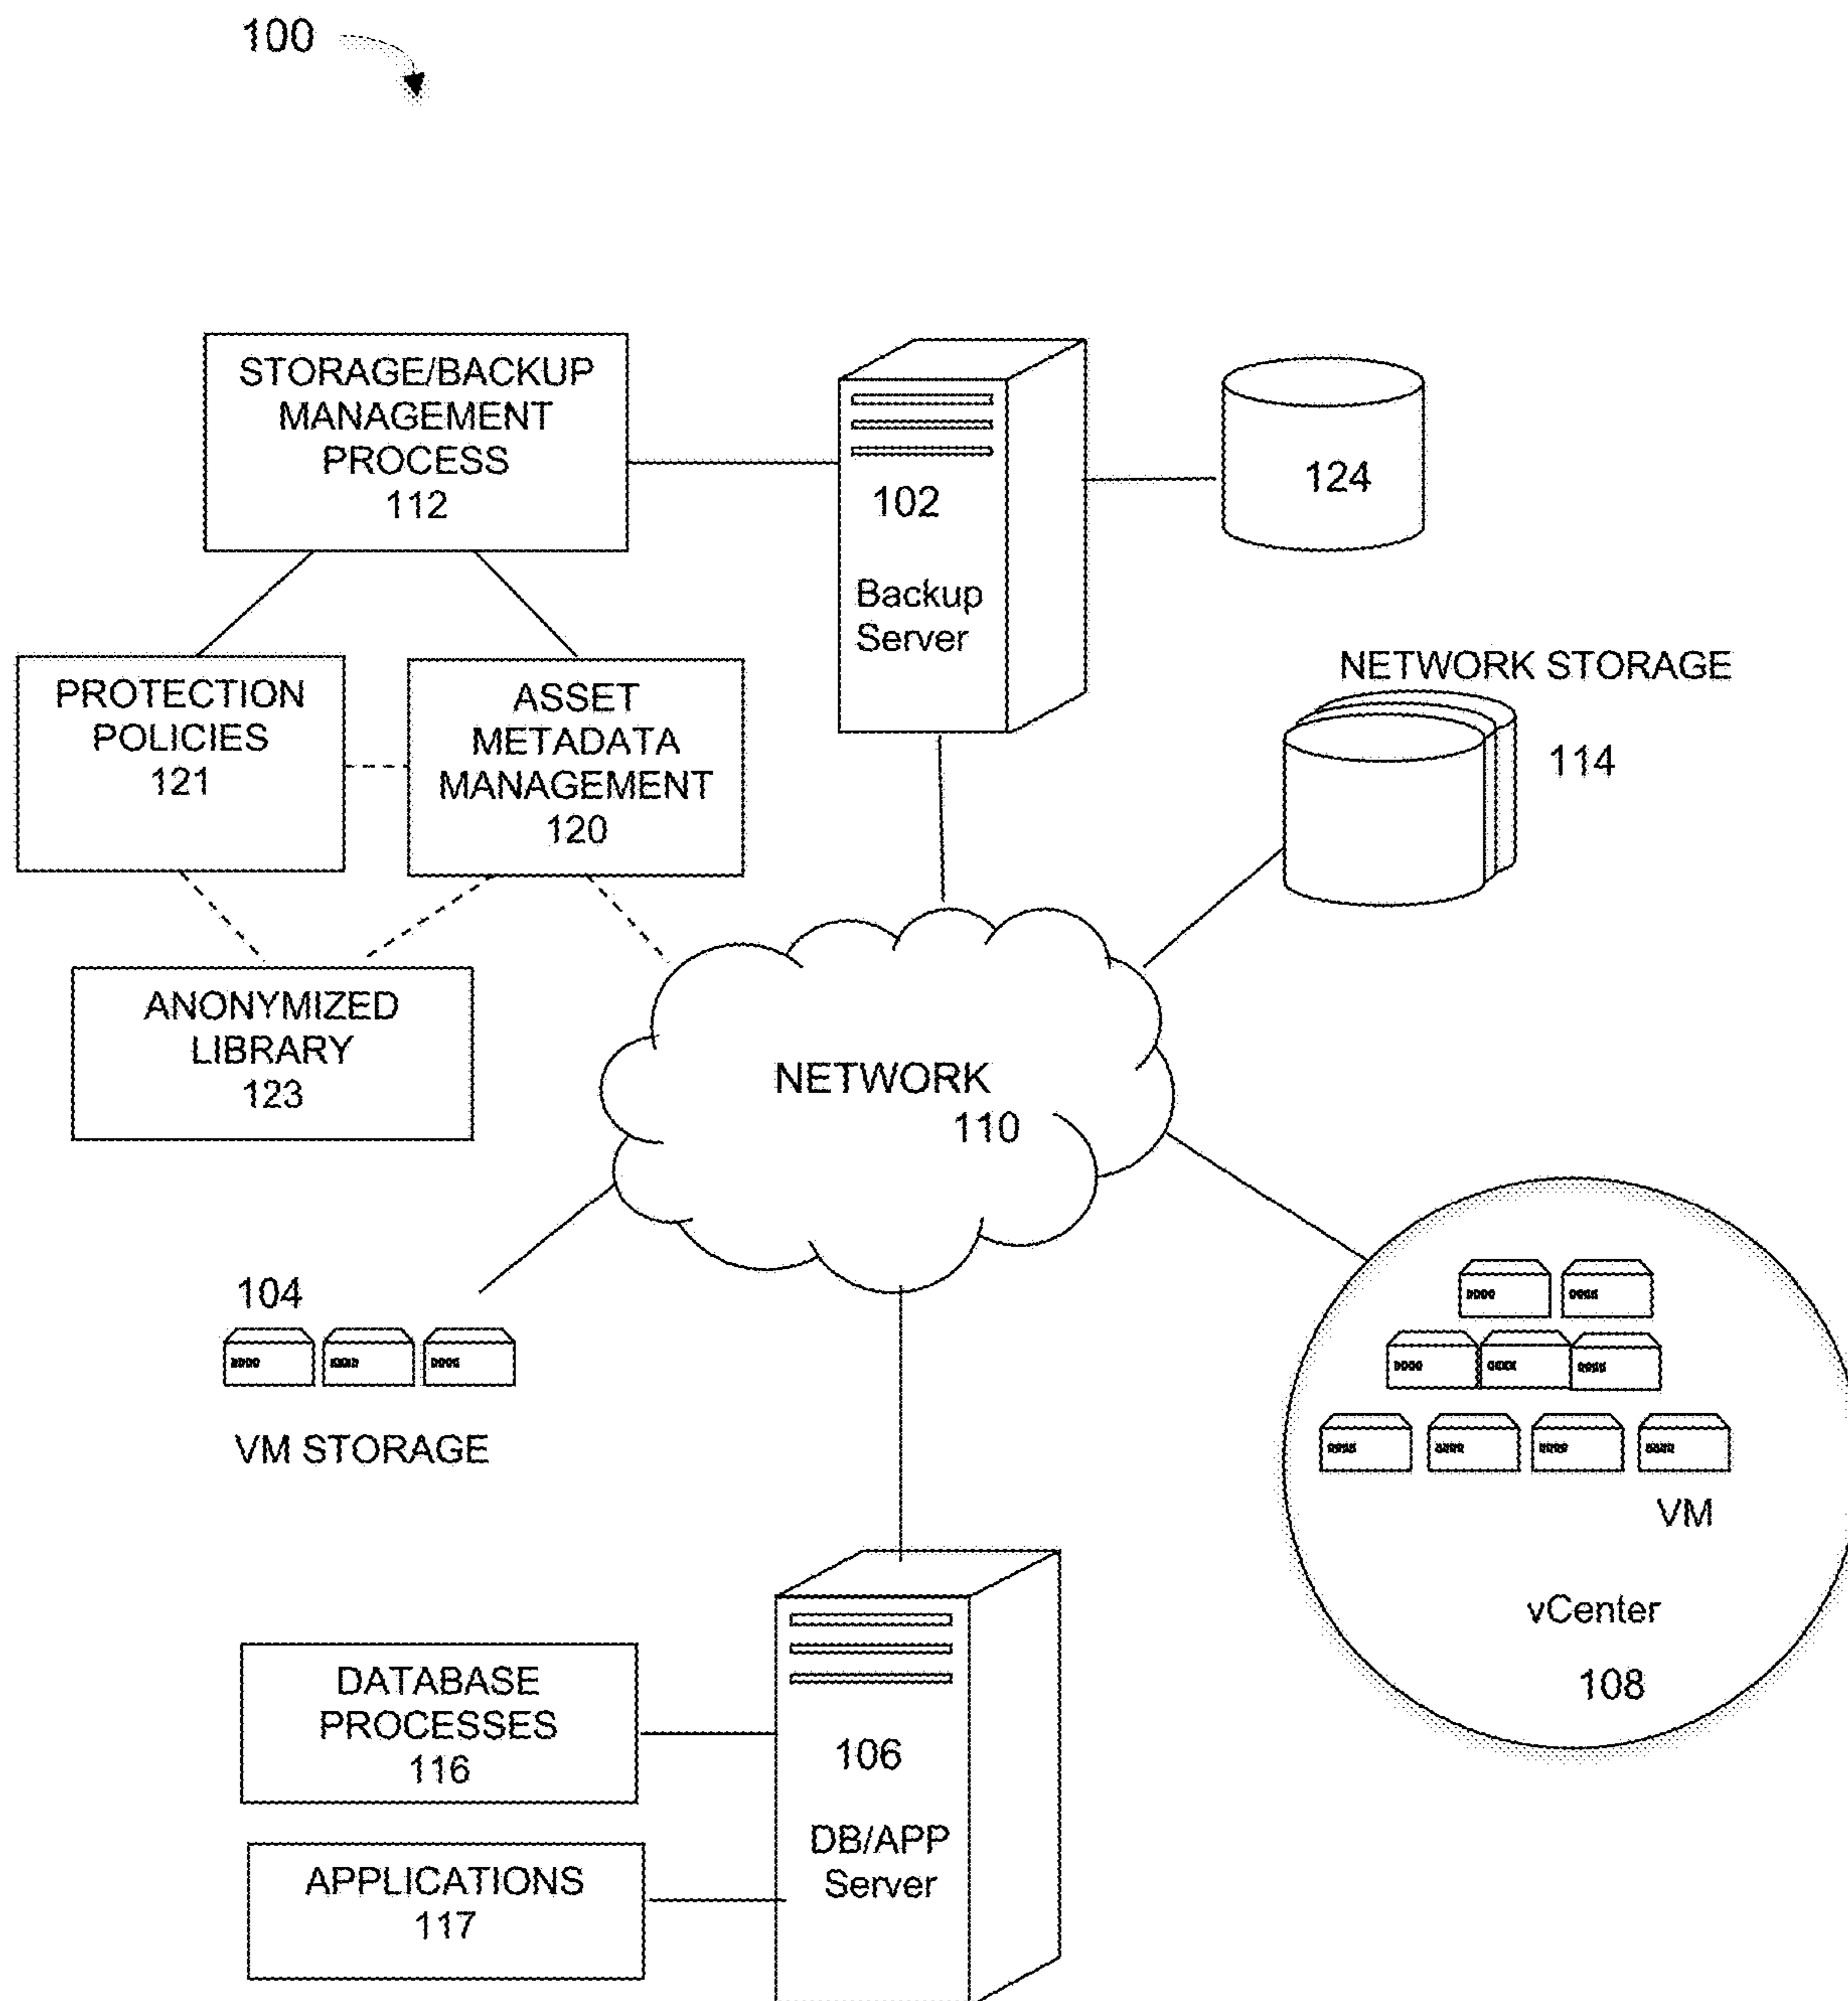 100
STORAGE/BACKUP
MANAGEMENT
PROCESS
112
102
Backup
Server
124
PROTECTION
POLICIES
121
ASSET
METADATA
MANAGEMENT
120
NETWORK STORAGE
114
ANONYMIZED
LIBRARY
123
NETWORK
110
104
VM STORAGE
VM
vCenter
108
DATABASE
PROCESSES
116
106
DB/APP
Server
APPLICATIONS
117